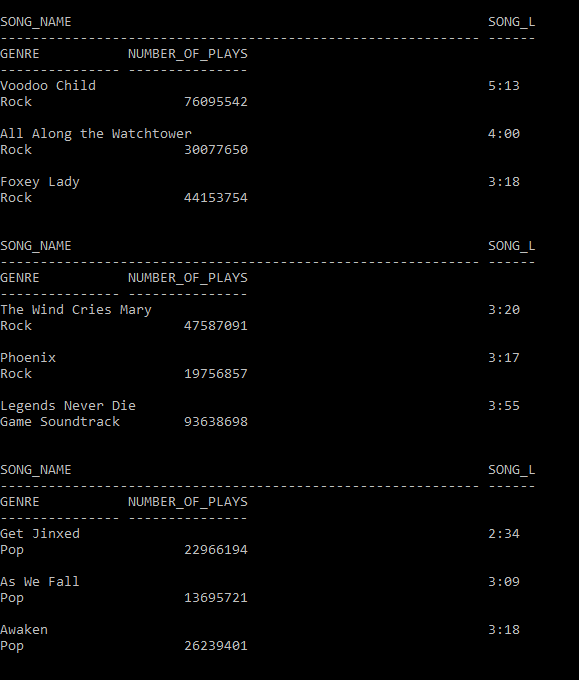 SONG_NAME                                                    SONG_L
------------------------------------------------------------ ------
GENRE           NUMBER_OF_PLAYS
--------------- ---------------
Voodoo Child                                                 5:13
Rock                   76095542

All Along the Watchtower                                     4:00
Rock                   30077650

Foxey Lady                                                   3:18
Rock                   44153754


SONG_NAME                                                    SONG_L
------------------------------------------------------------ ------
GENRE           NUMBER_OF_PLAYS
--------------- ---------------
The Wind Cries Mary                                          3:20
Rock                   47587091

Phoenix                                                      3:17
Rock                   19756857

Legends Never Die                                            3:55
Game Soundtrack        93638698


SONG_NAME                                                    SONG_L
------------------------------------------------------------ ------
GENRE           NUMBER_OF_PLAYS
--------------- ---------------
Get Jinxed                                                   2:34
Pop                    22966194

As We Fall                                                   3:09
Pop                    13695721

Awaken                                                       3:18
Pop                    26239401